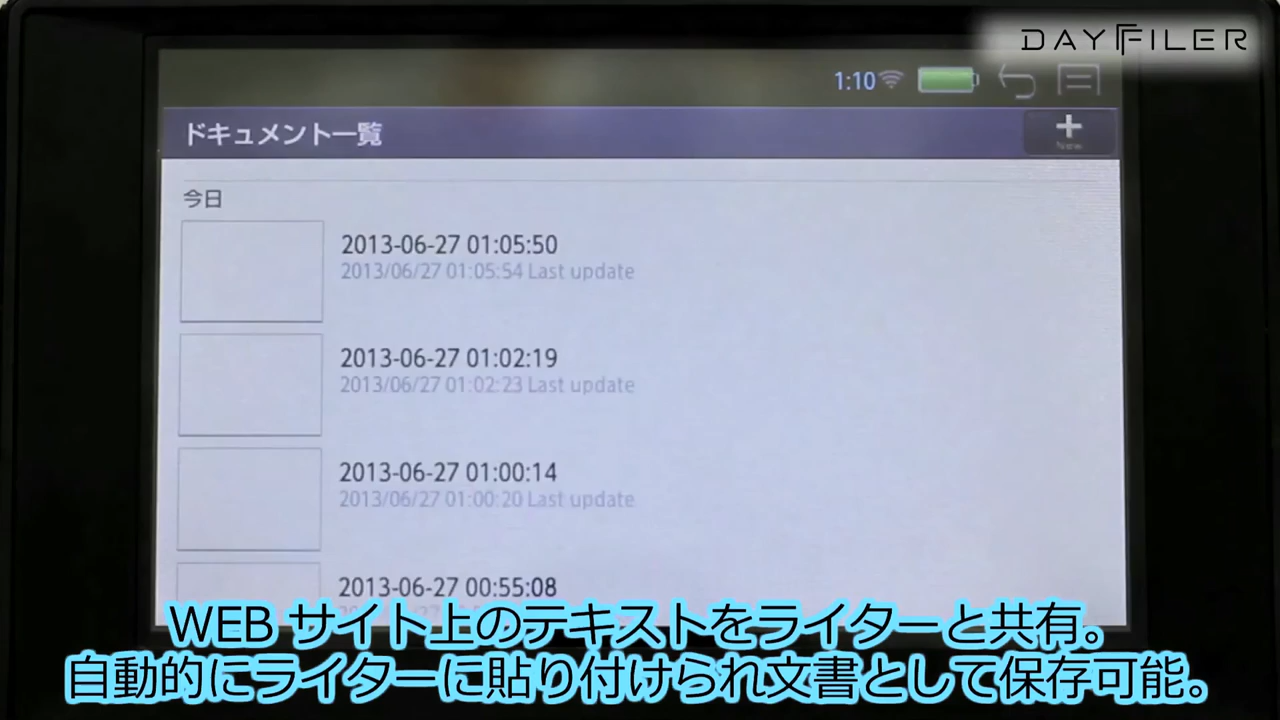 DAYFILER
1:10
ドキュメント一覧
New
今日
2013-06-27 01:05:50
2013/06/27 01:05:54 Last update
2013-06-27 01:02:19
2013/06/27 01:02:23 Last update
2013-06-27 01:00:14
2013/06/27 01:00:20 Last update
2013-06-27 00:55:08
WEB サイト上のテキストをライターと共有。
自動的にライターに貼り付けられ文書として保存可能。